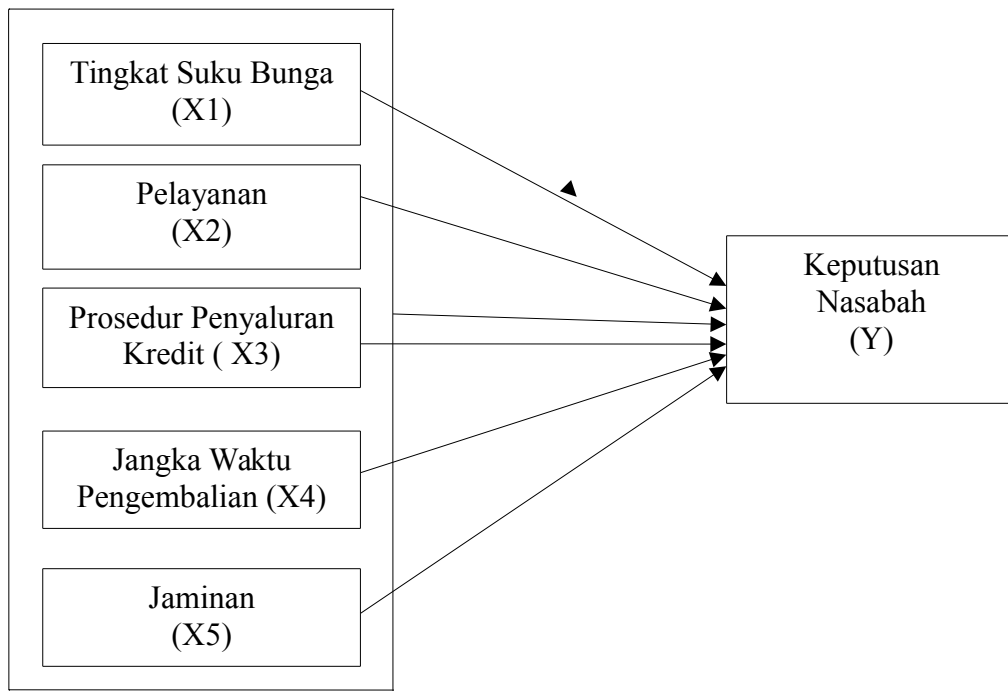 Tingkat Suku Bunga
(X1)
Pelayanan
(X2)
Prosedur Penyaluran
Kredit ( X3)
Jangka Waktu
Pengembalian (X4)
Jaminan
(X5)
Keputusan
Nasabah
(Y)